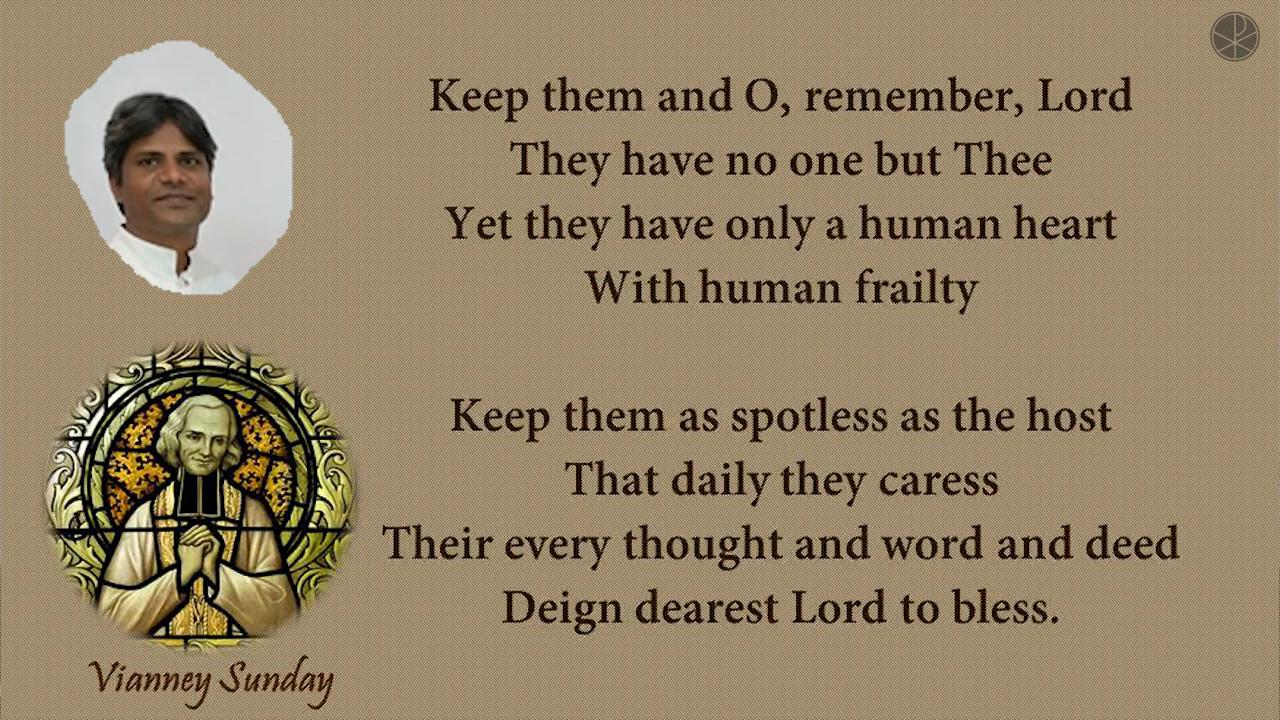 Keep them and O, remember, Lord
They have no one but Thee
Yet they have only a human heart
With human frailty
Keep them as spotless as the host
That daily they caress
Their every thought and word and deed
Deign dearest Lord to bless.
Vianney Sunday